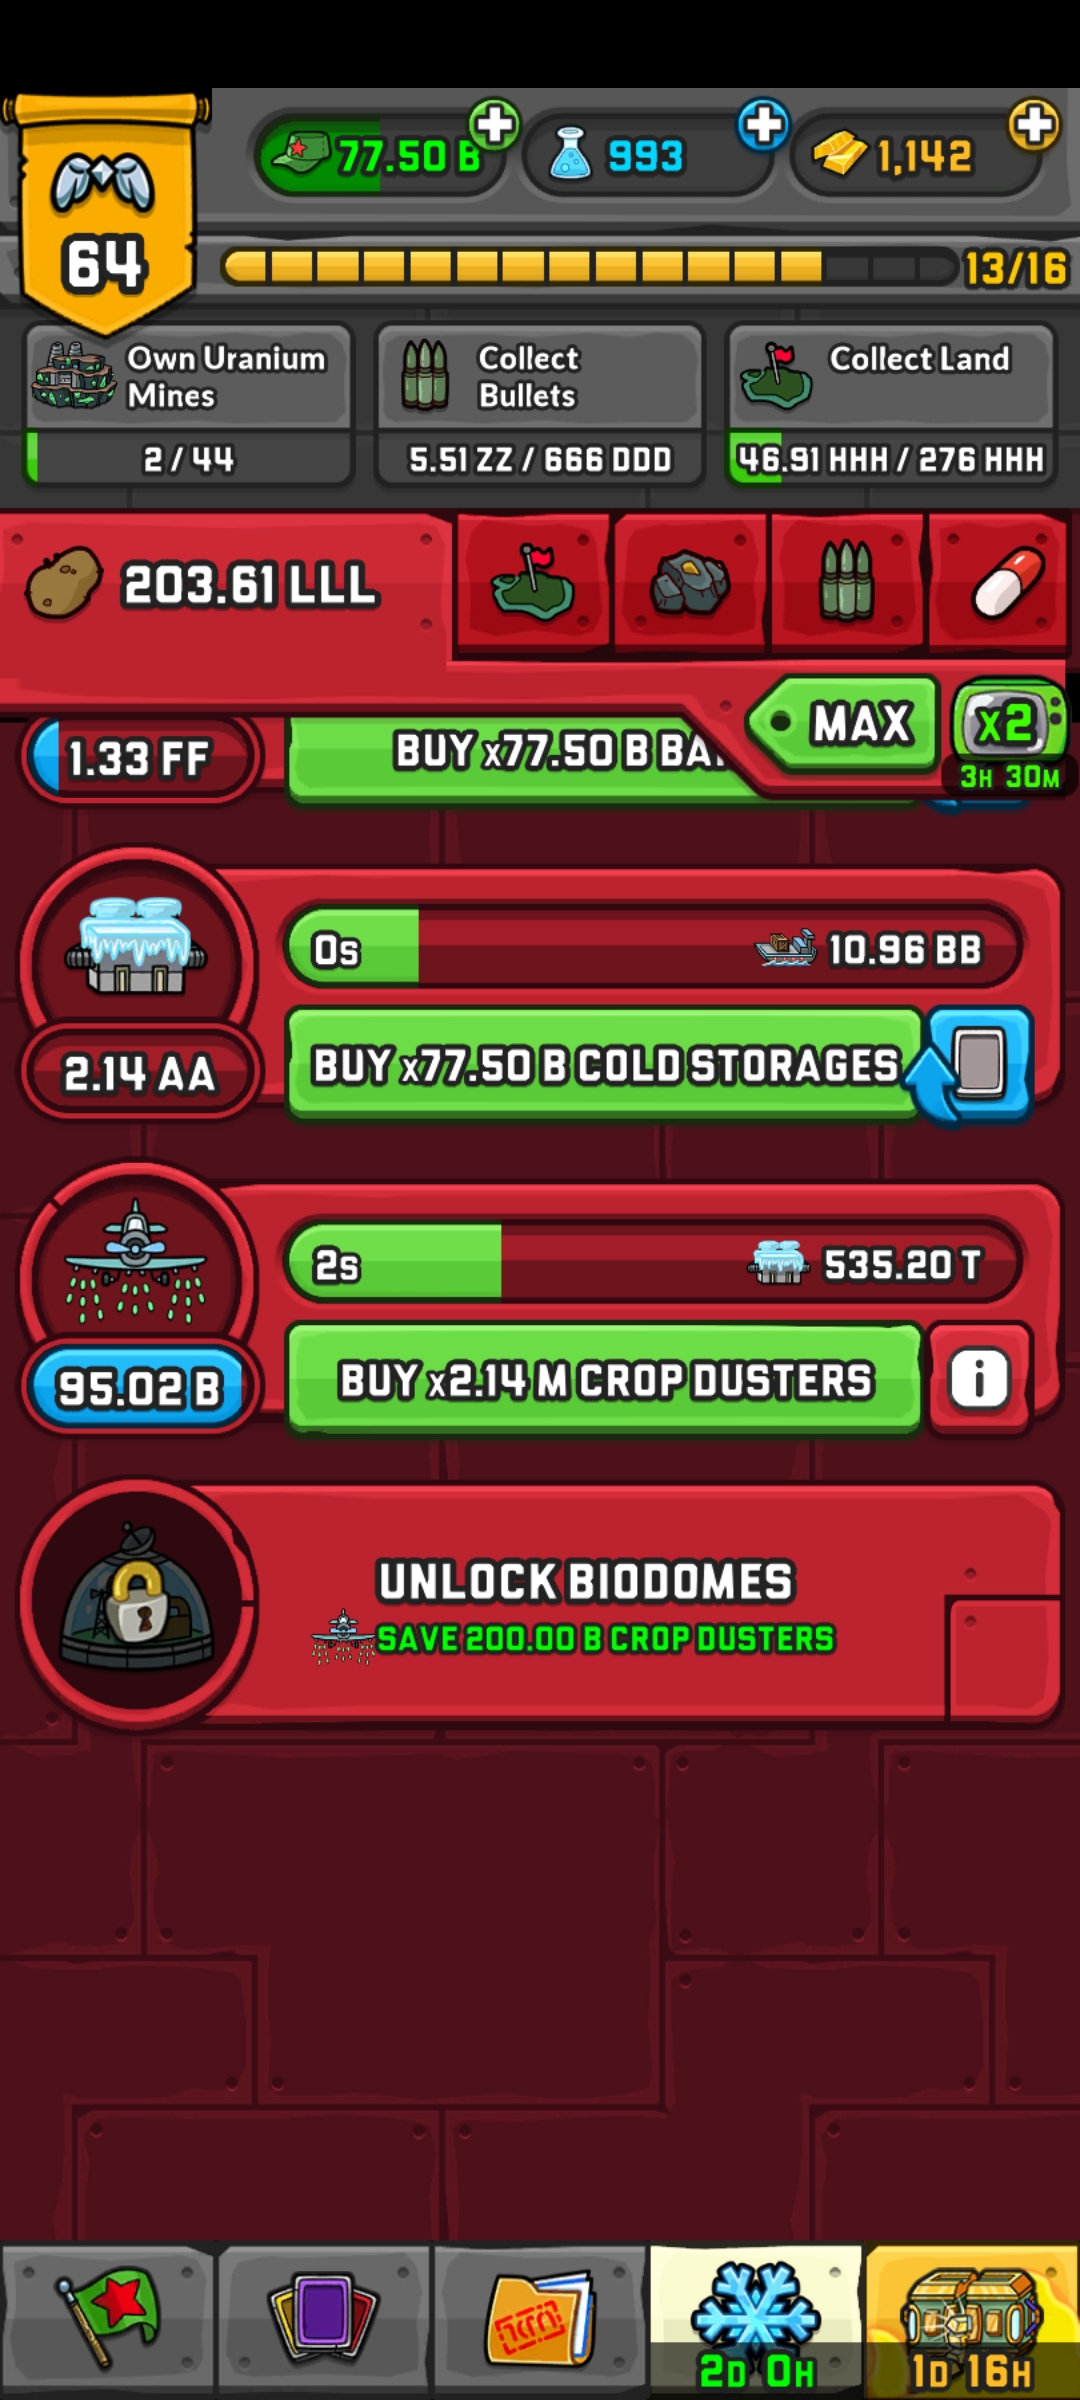 77.50 B
993
1,142
64
13/16
Own Uranium
Mines
Collect
Bullets
Collect Land
2 / 44
5.51 ZZ / 666 DDD
46.91 HHH / 276 HHH
203.61 LLL
MAX
x2
3H 30M
1.33 FF
BUY x77.50 B BA
0s
10.96 BB
2.14 AA
BUY x77.50 B COLD STORAGES
2s
535.20 T
95.02 B
BUY x2.14 M CROP DUSTERS
i
UNLOCK BIODOMES
SAVE 200.00 B CROP DUSTERS
2D 0H
1D 16H